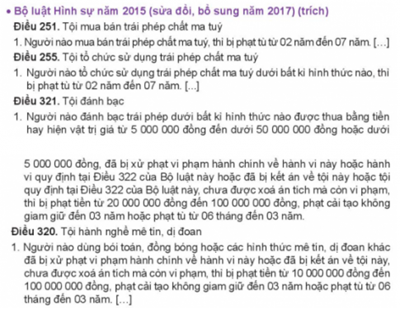 • Bộ luật Hình sự năm 2015 (sửa đổi, bổ sung năm 2017) (trích)
Điều 251. Tội mua bán trái phép chất ma tuý
1. Người nào mua bán trái phép chất ma tuý, thì bị phạt tù từ 02 năm đến 07 năm. [...]
Điều 255. Tội tổ chức sử dụng trái phép chất ma tuý
1. Người nào tổ chức sử dụng trái phép chất ma tuý dưới bất kì hình thức nào, thì
bị phạt tù từ 02 năm đến 07 năm. [...]
Điều 321. Tội đánh bạc
1. Người nào đánh bạc trái phép dưới bất kì hình thức nào được thua bằng tiền
hay hiện vật trị giá từ 5 000 000 đồng đến dưới 50 000 000 đồng hoặc dưới
5 000 000 đồng, đã bị xử phạt vi phạm hành chính về hành vi này hoặc hành
vi quy định tại Điều 322 của Bộ luật này hoặc đã bị kết án về tội này hoặc tội
quy định tại Điều 322 của Bộ luật này, chưa được xoá án tích mà còn vi phạm,
thì bị phạt tiền từ 20 000 000 đồng đến 100 000 000 đồng, phạt cải tạo không
giam giữ đến 03 năm hoặc phạt tù từ 06 tháng đến 03 năm.
Điều 320. Tội hành nghề mê tín, dị đoan
1. Người nào dùng bói toán, đồng bóng hoặc các hình thức mê tín, dị đoan khác
đã bị xử phạt vi phạm hành chính về hành vi này hoặc đã bị kết án về tội này,
chưa được xoá án tích mà còn vi phạm, thì bị phạt tiền từ 10 000 000 đồng đến
100 000 000 đồng, phạt cải tạo không giam giữ đến 03 năm hoặc phạt tù từ 06
tháng đến 03 năm. [...]